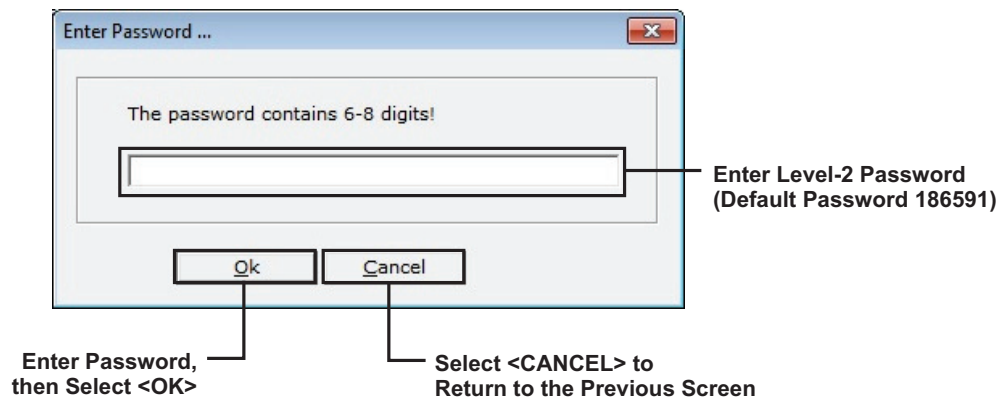 Enter Password ...
The password contains 6-8 digits!
Enter Level-2 Password
(Default Password 186591)
Ok
Cancel
Enter Password,
then Select <OK>
Select <CANCEL> to
Return to the Previous Screen